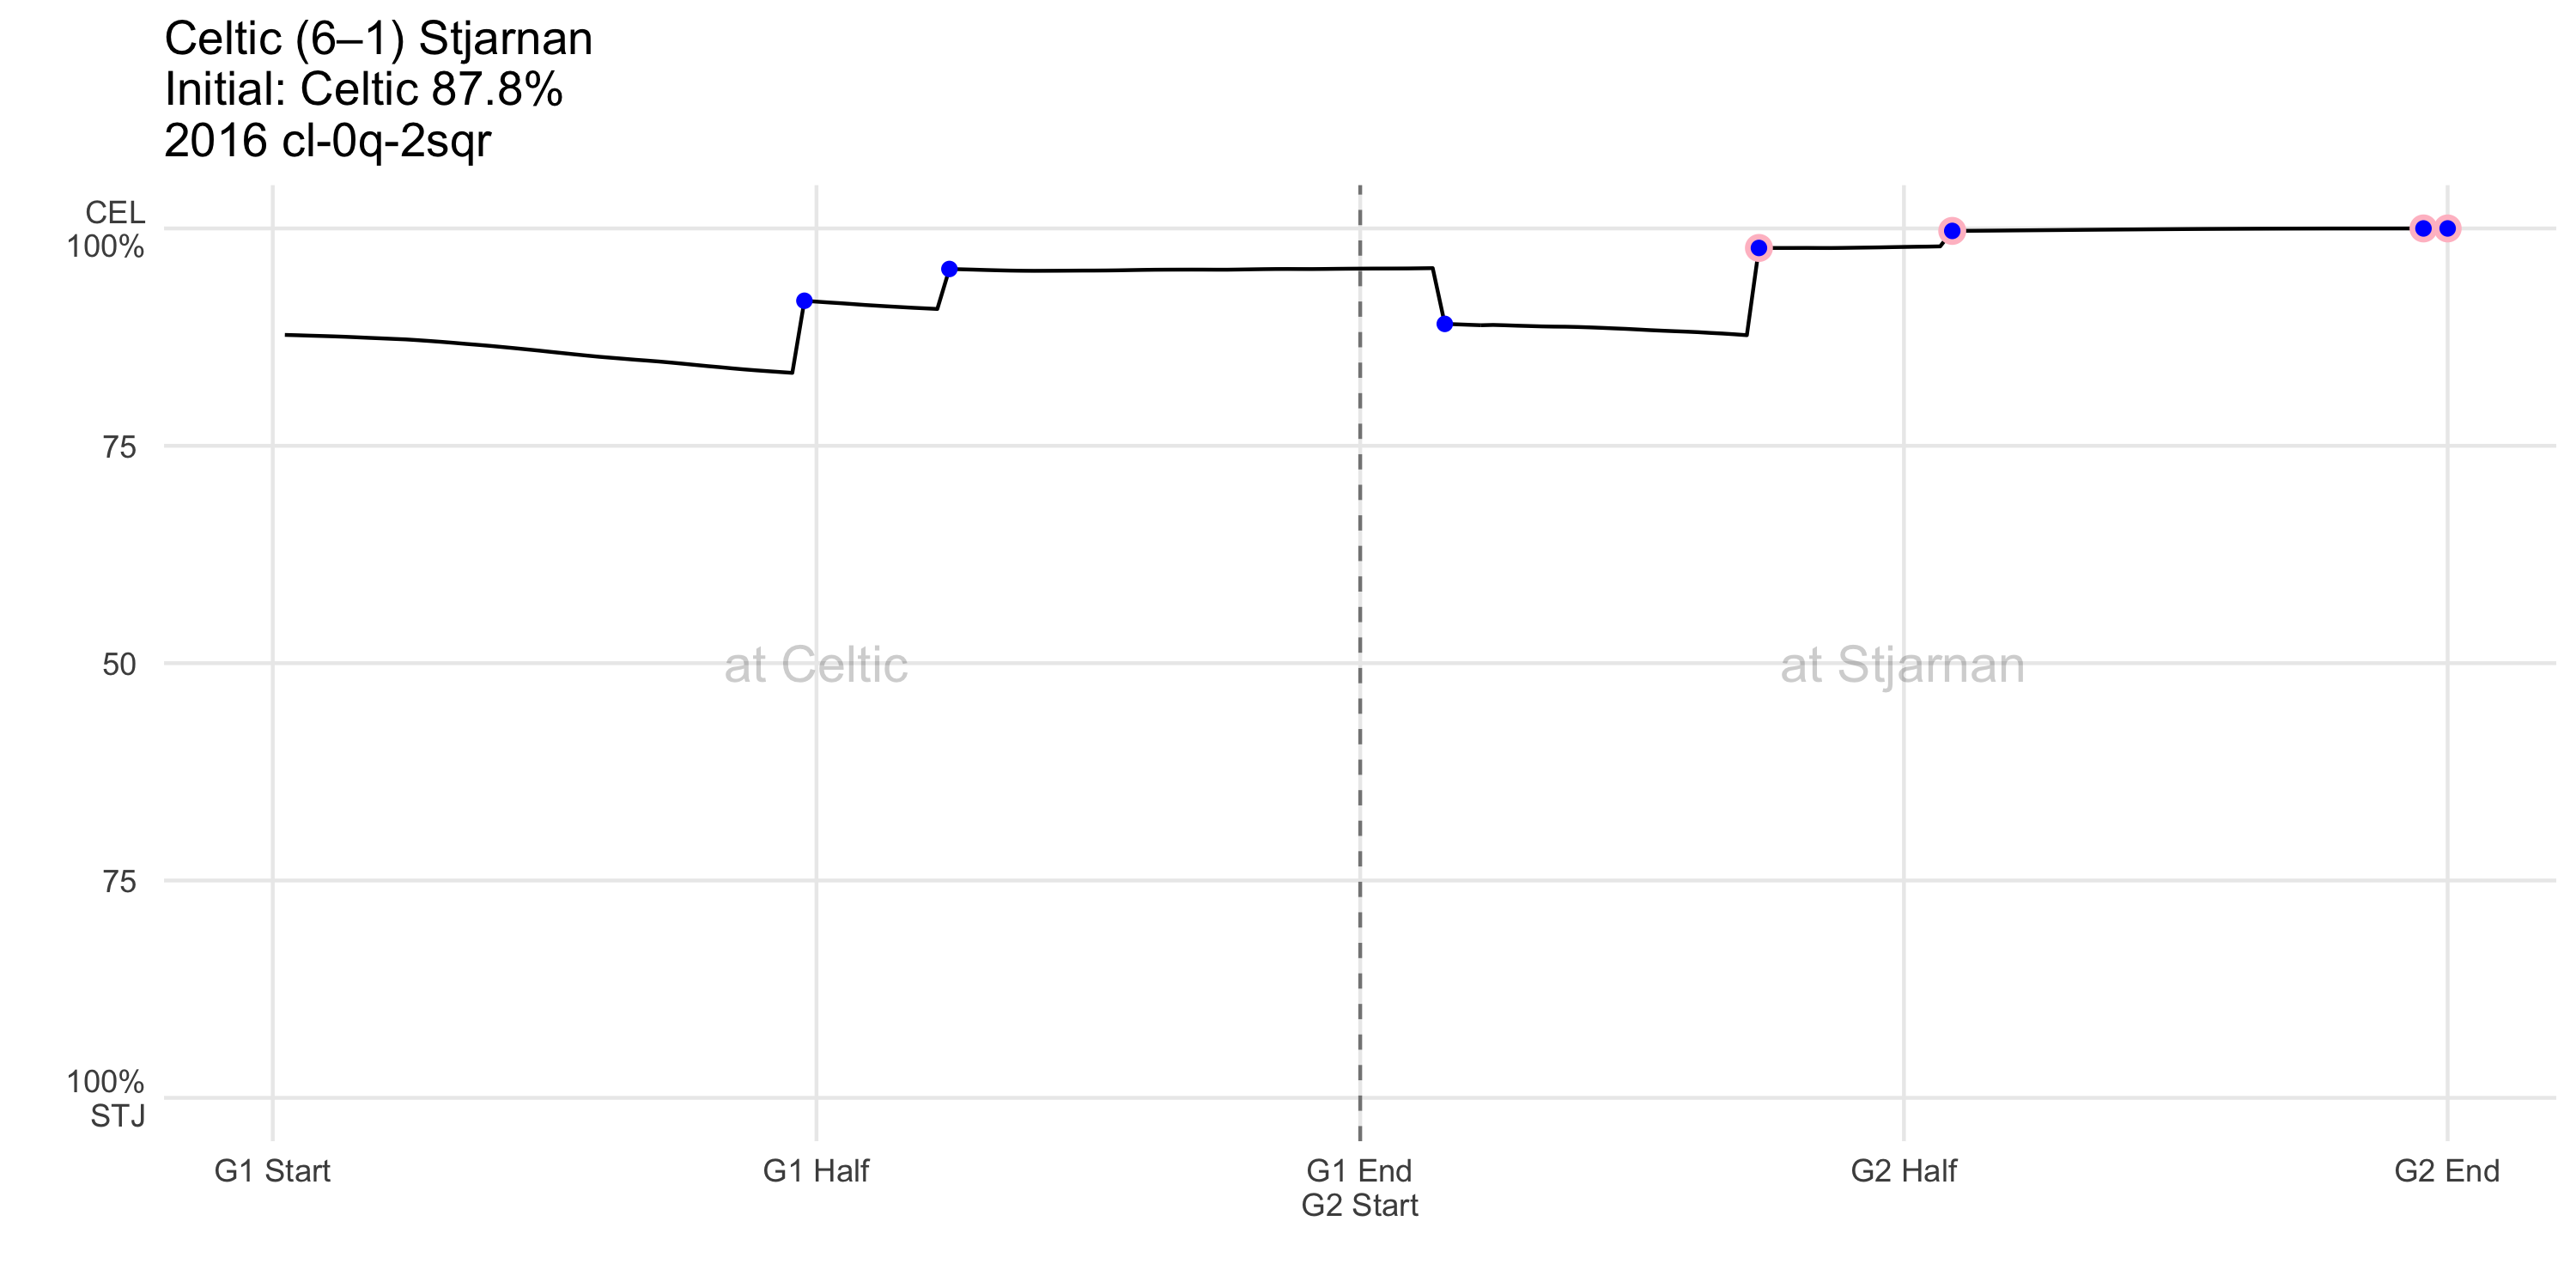 Celtic (6–1) Stjarnan
Initial: Celtic 87.8%
2016 cl-0q-2sqr
CEL
100%
75
50
at Celtic
at Stjarnan
75
100%
STJ
G1 Start
G1 Half
G1 End
G2 Start
G2 Half
G2 End